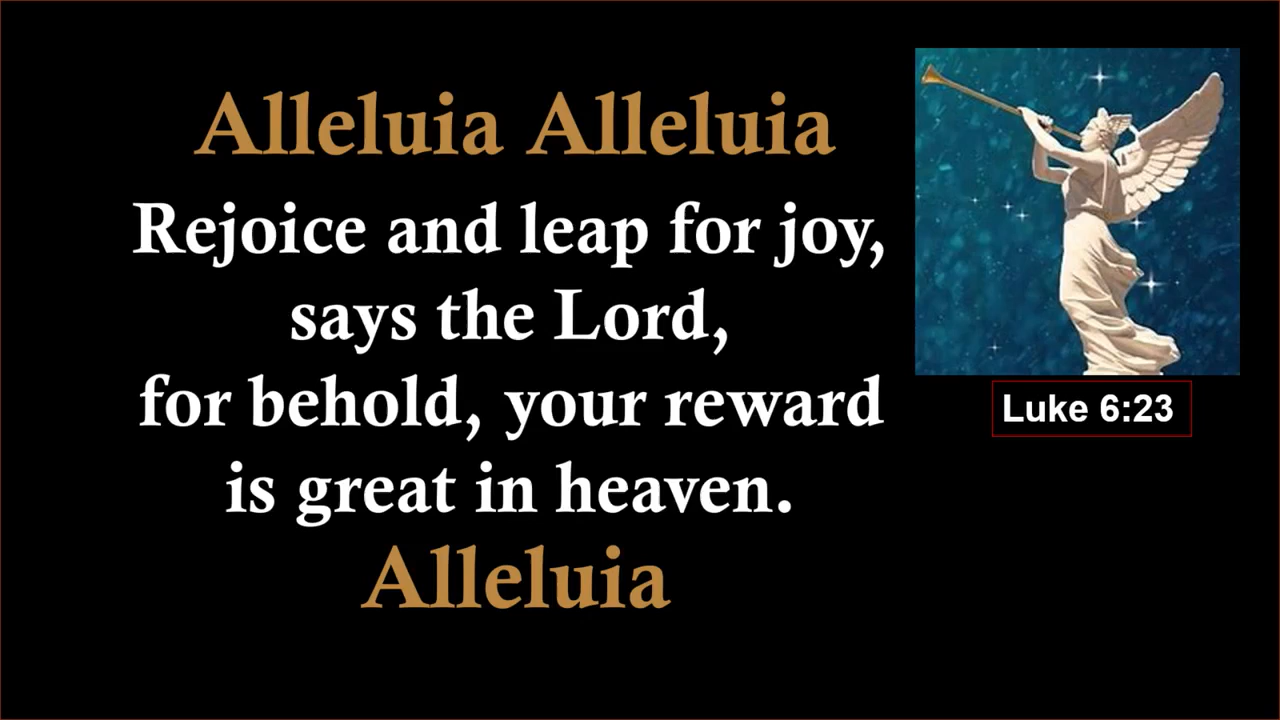 Alleluia Alleluia
Rejoice and leap for joy,
says the Lord,
for behold, your reward
is great in heaven.
Alleluia
Luke 6:23